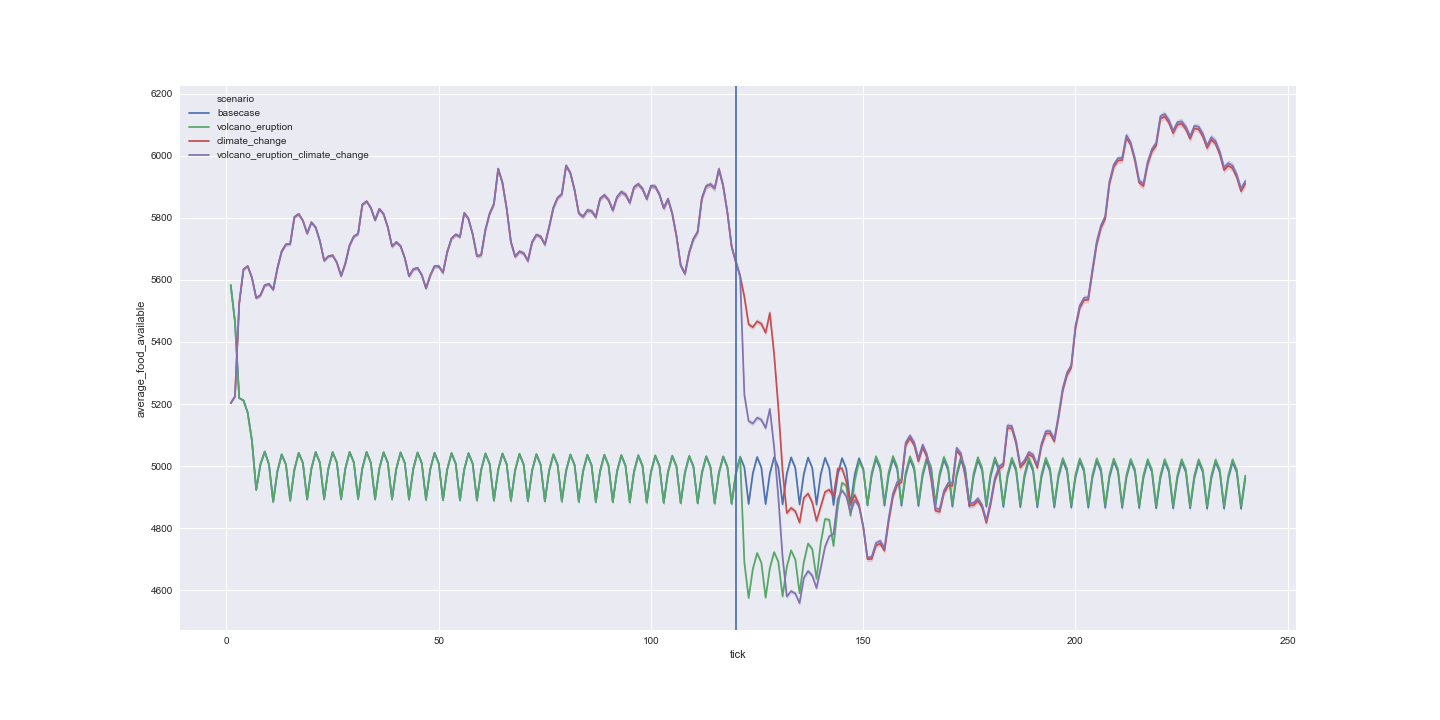 scenario
basecase
volcano_eruption
climate_change
volcano_eruption_climate_change
average_food_available
6200
6000
5800
5600
5400
5200
5000
4800
4600
0 50 100 150 200 250
tick